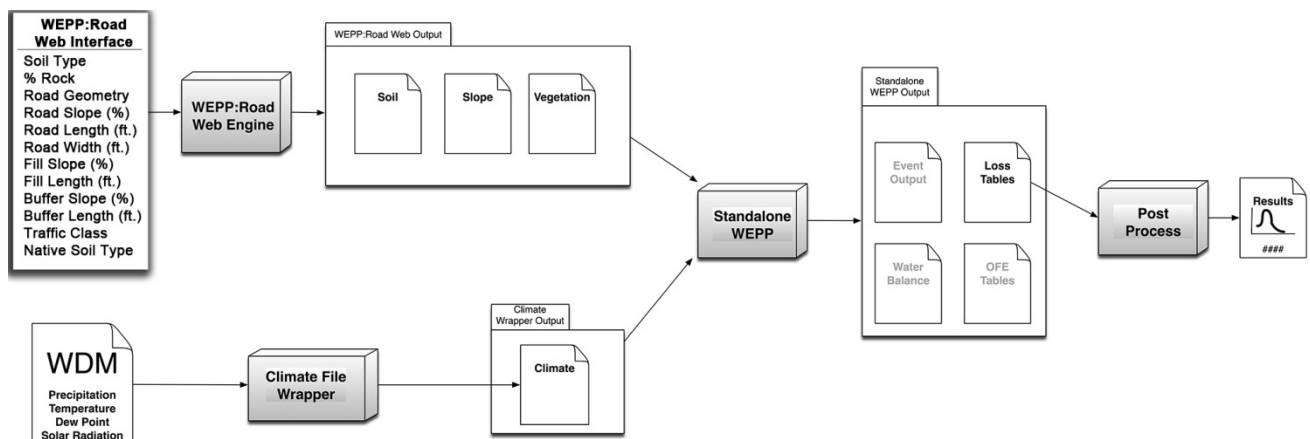 WEPP:Road
Web Interface
Soil Type
% Rock
Road Geometry
Road Slope (%)
Road Length (ft.)
Road Width (ft.)
Fill Slope (%)
Fill Length (ft.)
Buffer Slope (%)
Buffer Length (ft.)
Traffic Class
Native Soil Type
WEPP:Road
Web Engine
WEPP:Road Web Output
Soil
Slope
Vegetation
WDM
Precipitation
Temperature
Dew Point
Solar Radiation
Climate File
Wrapper
Climate
Wrapper Output
Climate
Standalone
WEPP
Standalone
WEPP Output
Event
Output
Loss
Tables
Water
Balance
OFE
Tables
Post
Process
Results
####